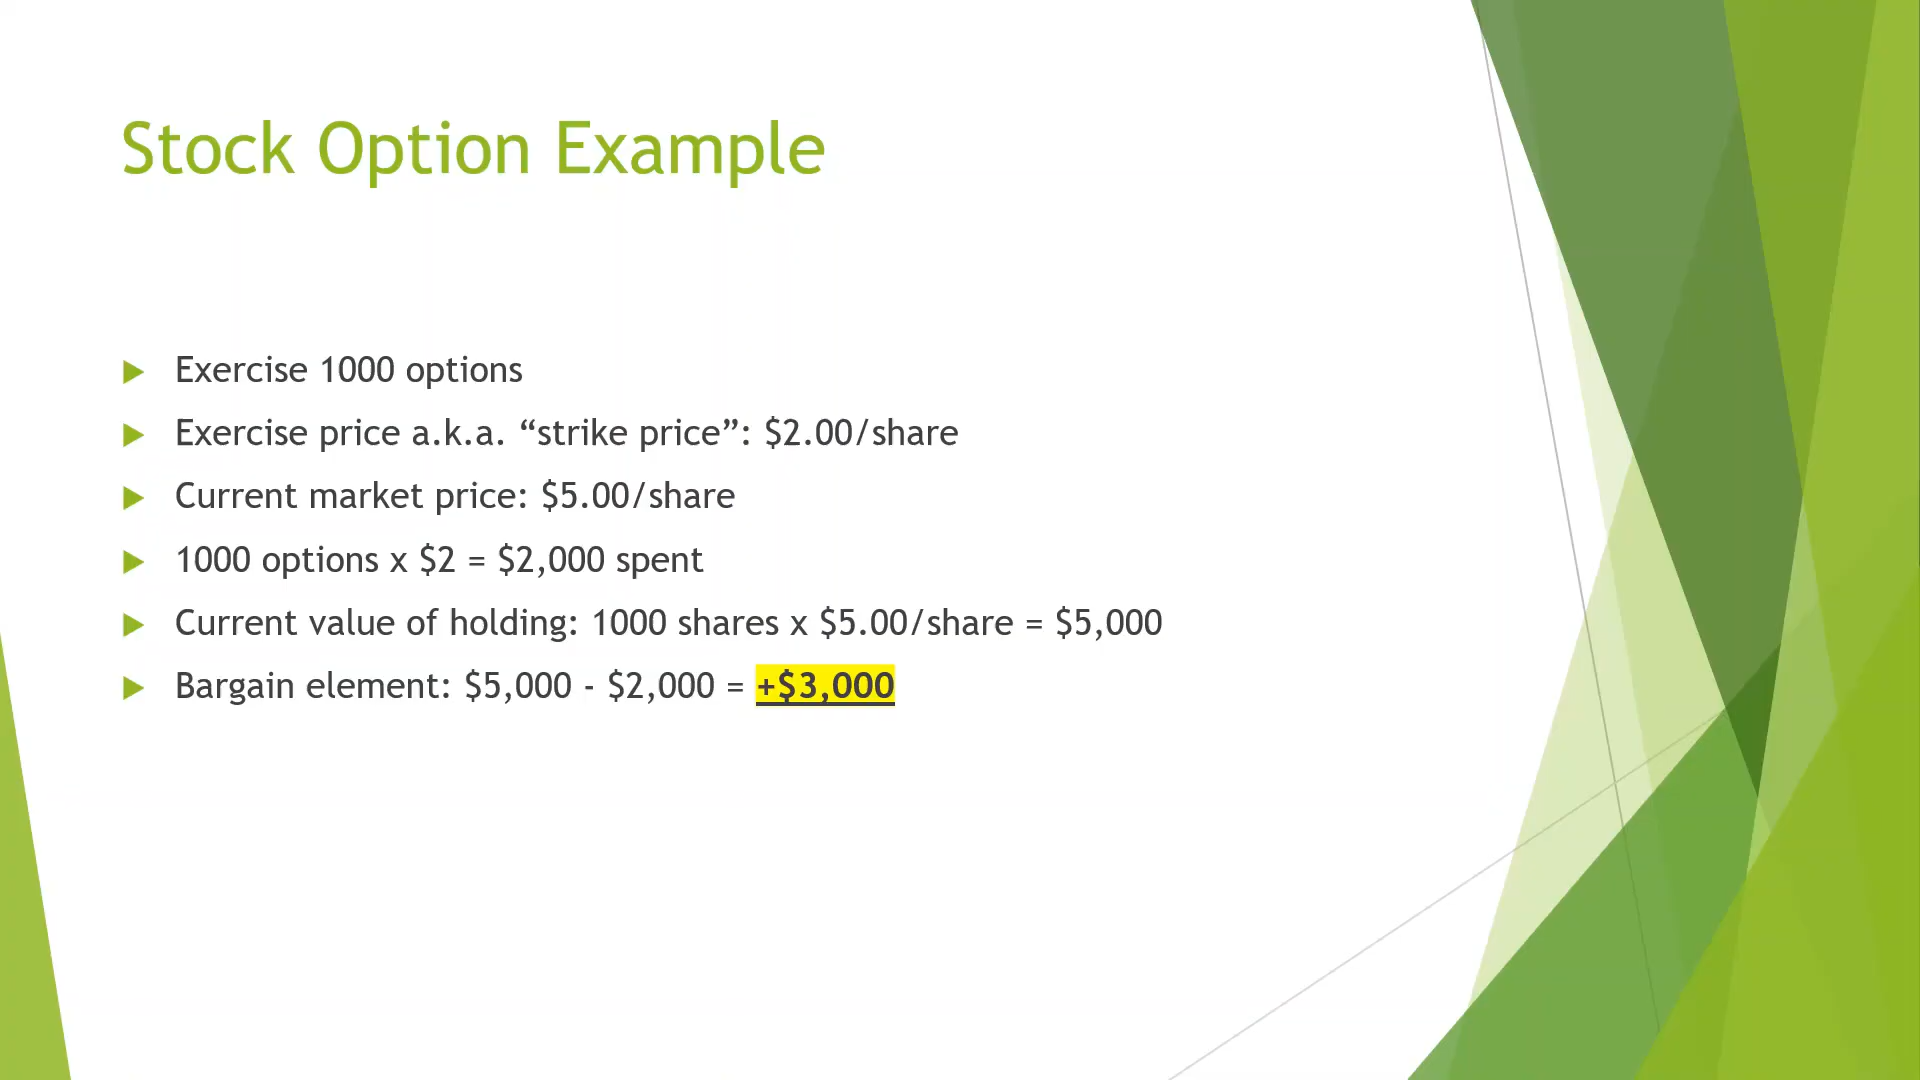 Stock Option Example
Exercise 1000 options
Exercise price a.k.a. “strike price”: $2.00/share
Current market price: $5.00/share
1000 options x $2 = $2,000 spent
Current value of holding: 1000 shares x $5.00/share = $5,000
Bargain element: $5,000 - $2,000 = +$3,000